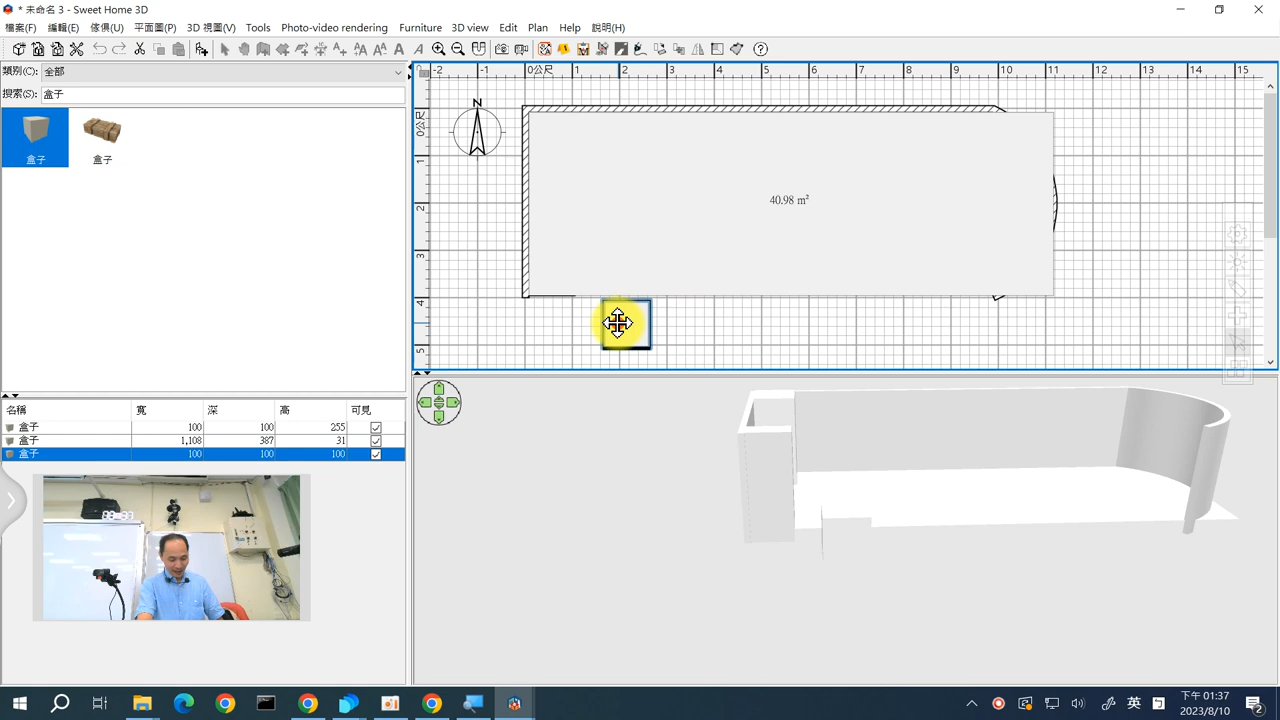 * 未命名 3 - Sweet Home 3D
檔案(F) 編輯(E) 傢俱(U) 平面圖(P) 3D 視圖(V) Tools Photo-video rendering Furniture 3D view Edit Plan Help 說明(H)
類別(C): 全部
搜索(S): 盒子
盒子 盒子
-2 -1 0公尺 1 2 3 4 5 6 7 8 9 10 11 12 13 14 15
0公尺
1
2
3
4
5
N
40.98 m²
名稱 寬 深 高 可見
盒子 100 100 255
盒子 1,108 387 31
盒子 100 100 100
英
下午 01:37
2023/8/10
2